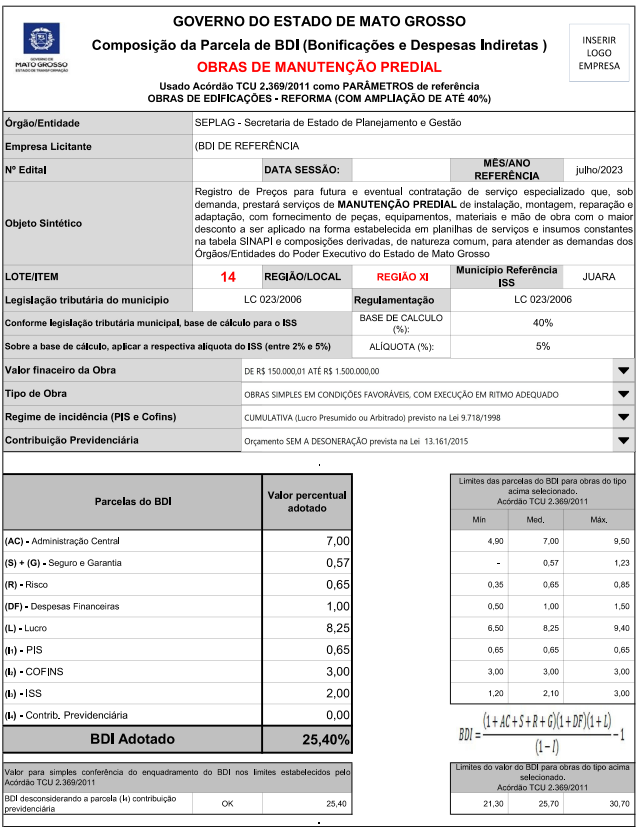 GOVERNO DO ESTADO DE MATO GROSSO
Composição da Parcela de BDI (Bonificações e Despesas Indiretas )
OBRAS DE MANUTENÇÃO PREDIAL
Usado Acórdão TCU 2.369/2011 como PARÂMETROS de referência
OBRAS DE EDIFICAÇÕES - REFORMA (COM AMPLIAÇÃO DE ATÉ 40%)
GOVERNO DE
MATO GROSSO
ESTADO DE TRANSFORMAÇÃO
INSERIR
LOGO
EMPRESA
Órgão/Entidade SEPLAG - Secretaria de Estado de Planejamento e Gestão
Empresa Licitante (BDI DE REFERÊNCIA
Nº Edital DATA SESSÃO: MÊS/ANO REFERÊNCIA julho/2023
Objeto Sintético
Registro de Preços para futura e eventual contratação de serviço especializado que, sob
demanda, prestará serviços de MANUTENÇÃO PREDIAL de instalação, montagem, reparação e
adaptação, com fornecimento de peças, equipamentos, materiais e mão de obra com o maior
desconto a ser aplicado na forma estabelecida em planilhas de serviços e insumos constantes
na tabela SINAPI e composições derivadas, de natureza comum, para atender as demandas dos
Órgãos/Entidades do Poder Executivo do Estado de Mato Grosso
LOTE/ITEM 14 REGIÃO/LOCAL REGIÃO XI Município Referência ISS JUARA
Legislação tributária do municipio LC 023/2006 Regulamentação LC 023/2006
Conforme legislação tributária municipal, base de cálculo para o ISS BASE DE CALCULO (%): 40%
Sobre a base de cálculo, aplicar a respectiva alíquota do ISS (entre 2% e 5%) ALÍQUOTA (%): 5%
Valor finaceiro da Obra DE R$ 150.000,01 ATÉ R$ 1.500.000,00
Tipo de Obra OBRAS SIMPLES EM CONDIÇÕES FAVORÁVEIS, COM EXECUÇÃO EM RITMO ADEQUADO
Regime de incidência (PIS e Cofins) CUMULATIVA (Lucro Presumido ou Arbitrado) previsto na Lei 9.718/1998
Contribuição Previdenciária Orçamento SEM A DESONERAÇÃO prevista na Lei 13.161/2015
Parcelas do BDI Valor percentual adotado
Limites das parcelas do BDI para obras do tipo
acima selecionado.
Acórdão TCU 2.369/2011
Mín Med. Máx.
(AC) - Administração Central 7,00 4,90 7,00 9,50
(S) + (G) - Seguro e Garantia 0,57 - 0,57 1,23
(R) - Risco 0,65 0,35 0,65 0,85
(DF) - Despesas Financeiras 1,00 0,50 1,00 1,50
(L) - Lucro 8,25 6,50 8,25 9,40
(I₁) - PIS 0,65 0,65 0,65 0,65
(I₂) - COFINS 3,00 3,00 3,00 3,00
(I₃) - ISS 2,00 1,20 2,10 3,00
(I₄) - Contrib. Previdenciária 0,00
BDI Adotado 25,40%
BDI = (1 + AC + S + R + G)(1 + DF)(1 + L) / (1 - I) - 1
Valor para simples conferência do enquadramento do BDI nos limites estabelecidos pelo
Acórdão TCU 2.369/2011
Limites do valor do BDI para obras do tipo acima
selecionado.
Acórdão TCU 2.369/2011
BDI desconsiderando a parcela (I₄) contribuição
previdenciária OK 25,40 21,30 25,70 30,70